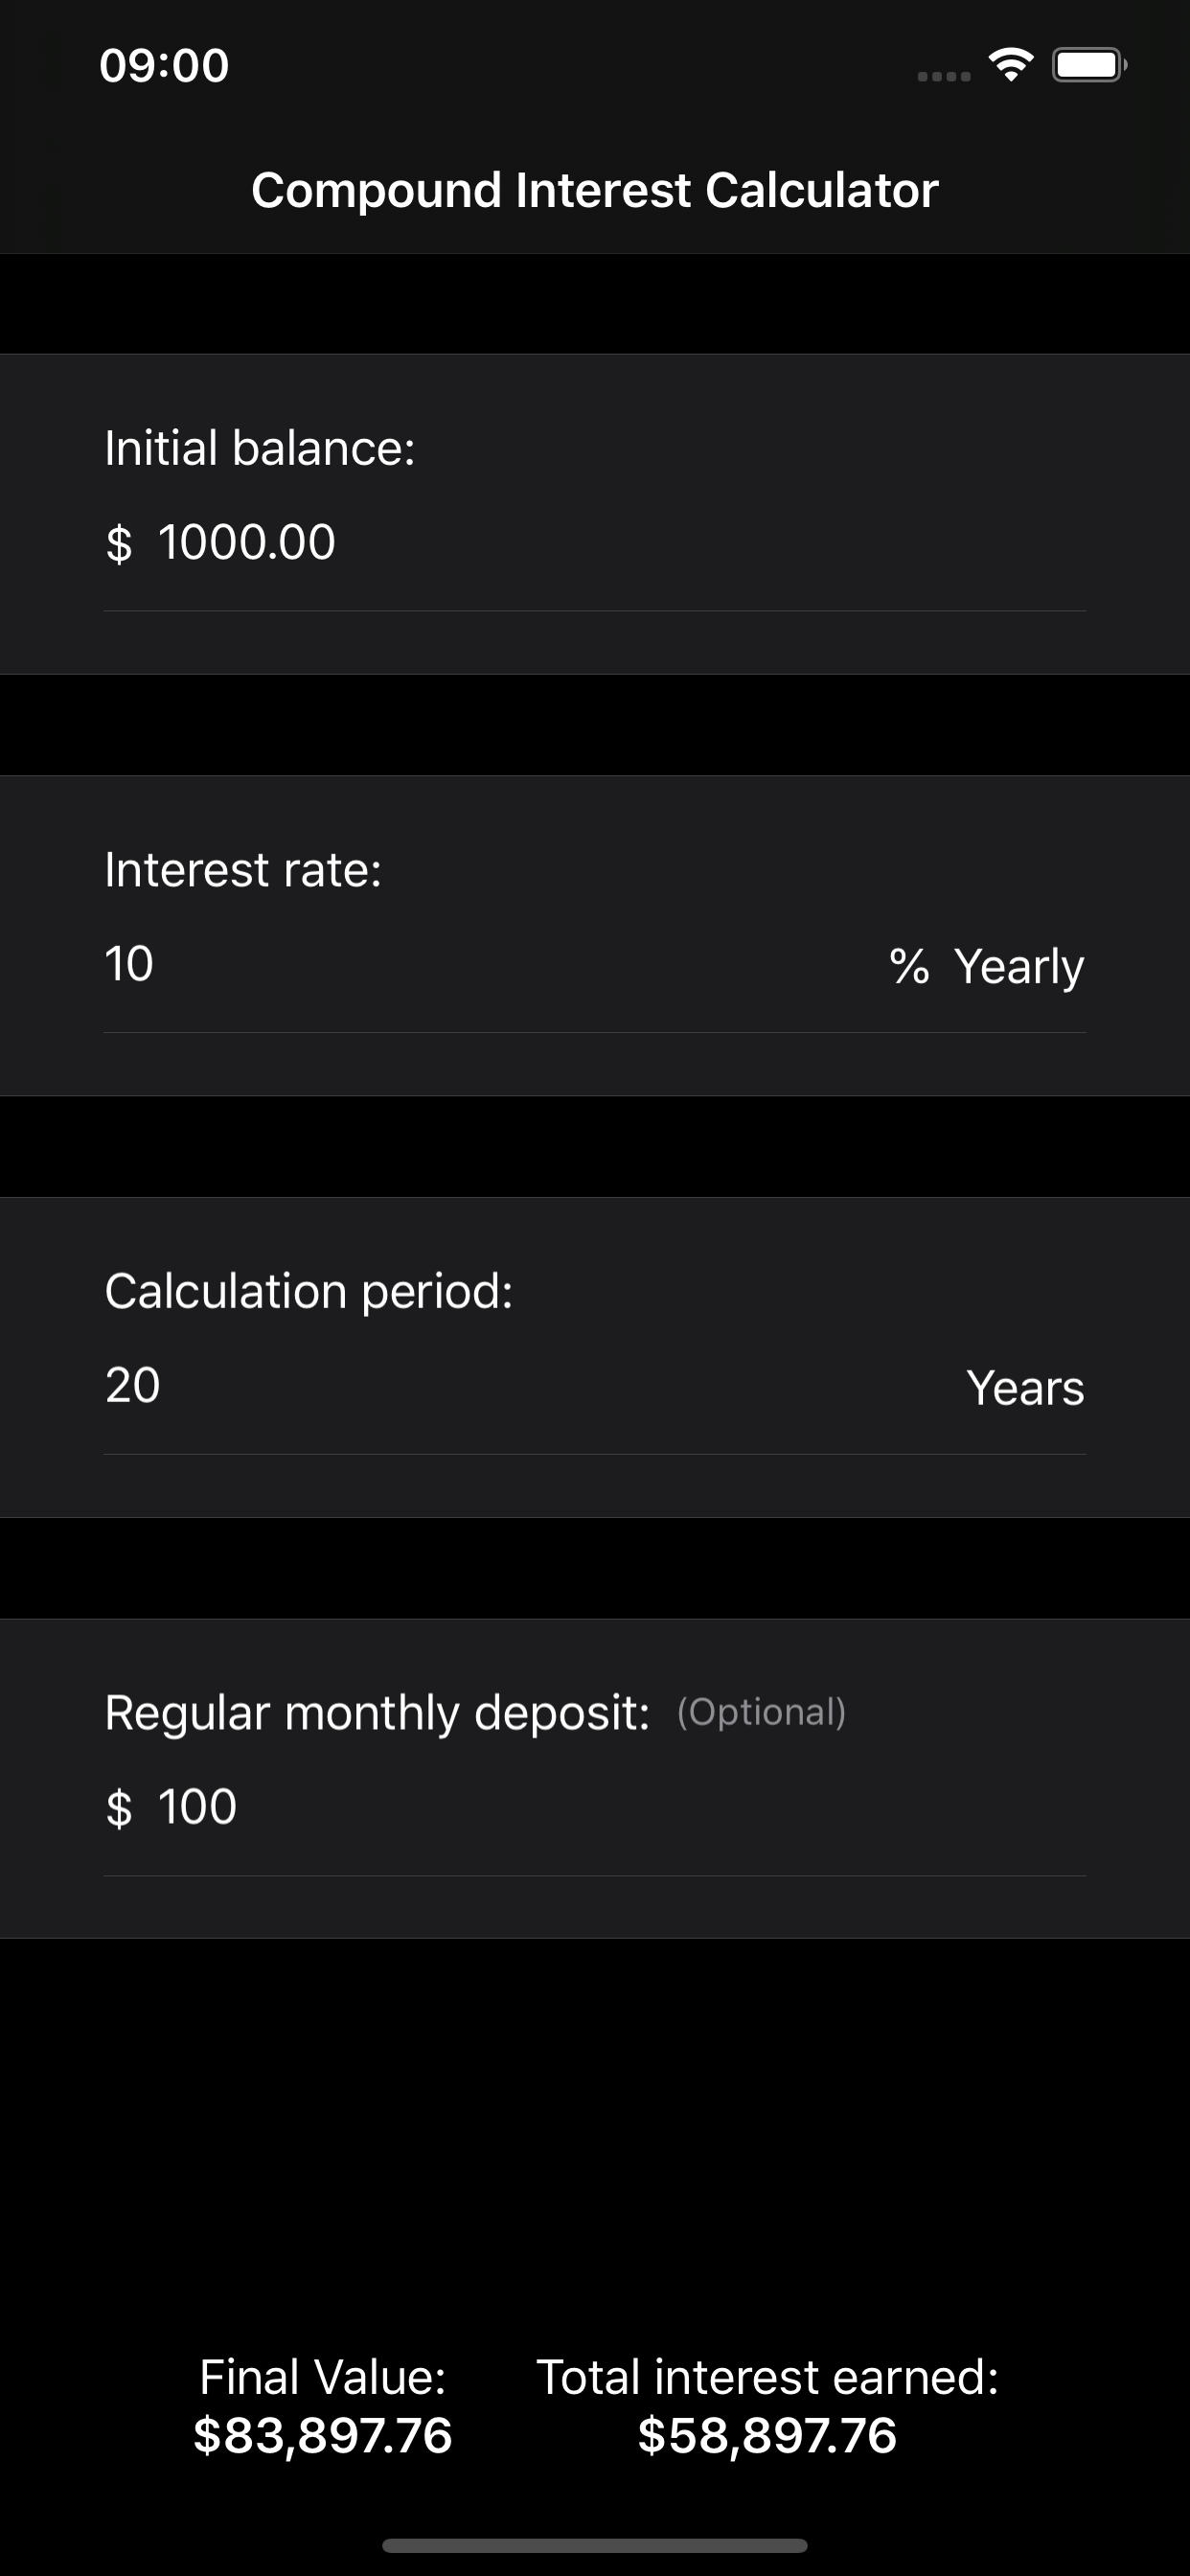 09:00
Compound Interest Calculator
Initial balance:
$ 1000.00
Interest rate:
10 % Yearly
Calculation period:
20 Years
Regular monthly deposit: (Optional)
$ 100
Final Value: Total interest earned:
$83,897.76 $58,897.76